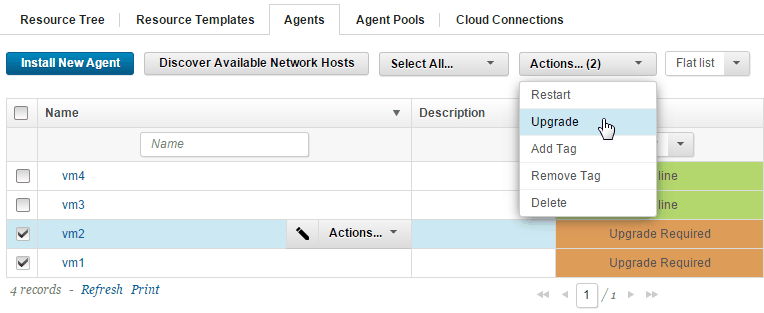 Resource Tree Resource Templates Agents Agent Pools Cloud Connections
Install New Agent Discover Available Network Hosts Select All... Actions... (2) Flat list
Restart
Name Description Upgrade
Name Add Tag
vm4 Remove Tag line
vm3 Delete line
vm2 Actions... Upgrade Required
vm1 Upgrade Required
4 records - Refresh Print 1 / 1